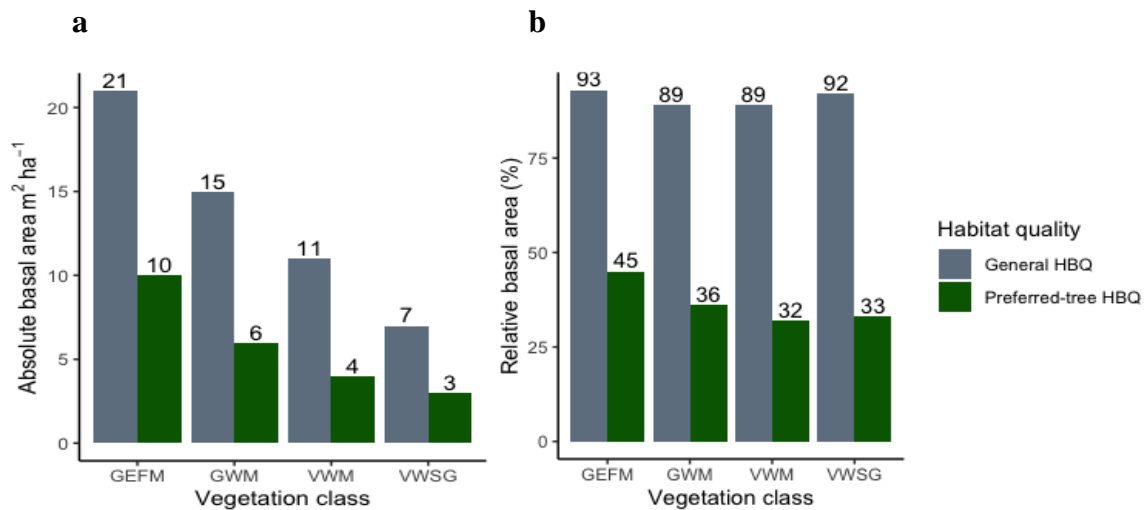 a
21
20
15
15
11
10
10
7
6
5
4
3
0
GEFM GWM VWM VWSG
Vegetation class
Absolute basal area m² ha⁻¹
b
93
89
89
92
75
50
45
36
32
33
25
0
GEFM GWM VWM VWSG
Vegetation class
Relative basal area (%)
Habitat quality
General HBQ
Preferred-tree HBQ